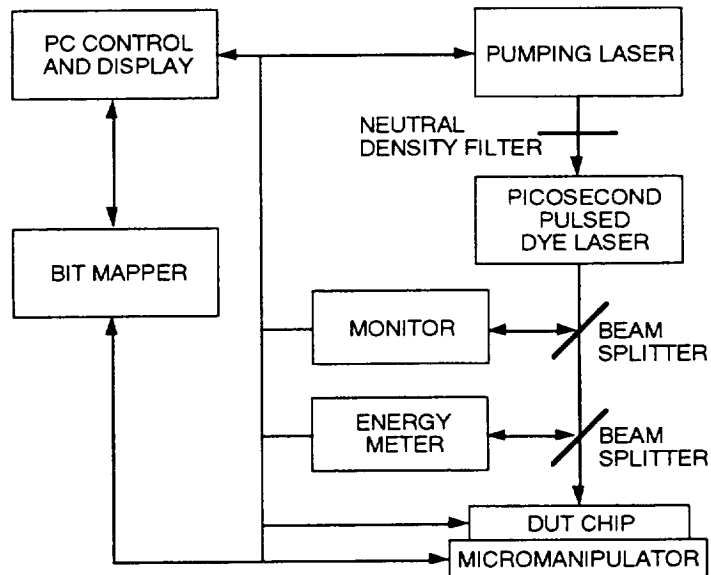 PC CONTROL
AND DISPLAY
PUMPING LASER
NEUTRAL
DENSITY FILTER
PICOSECOND
PULSED
DYE LASER
BIT MAPPER
MONITOR
BEAM
SPLITTER
ENERGY
METER
BEAM
SPLITTER
DUT CHIP
MICROMANIPULATOR